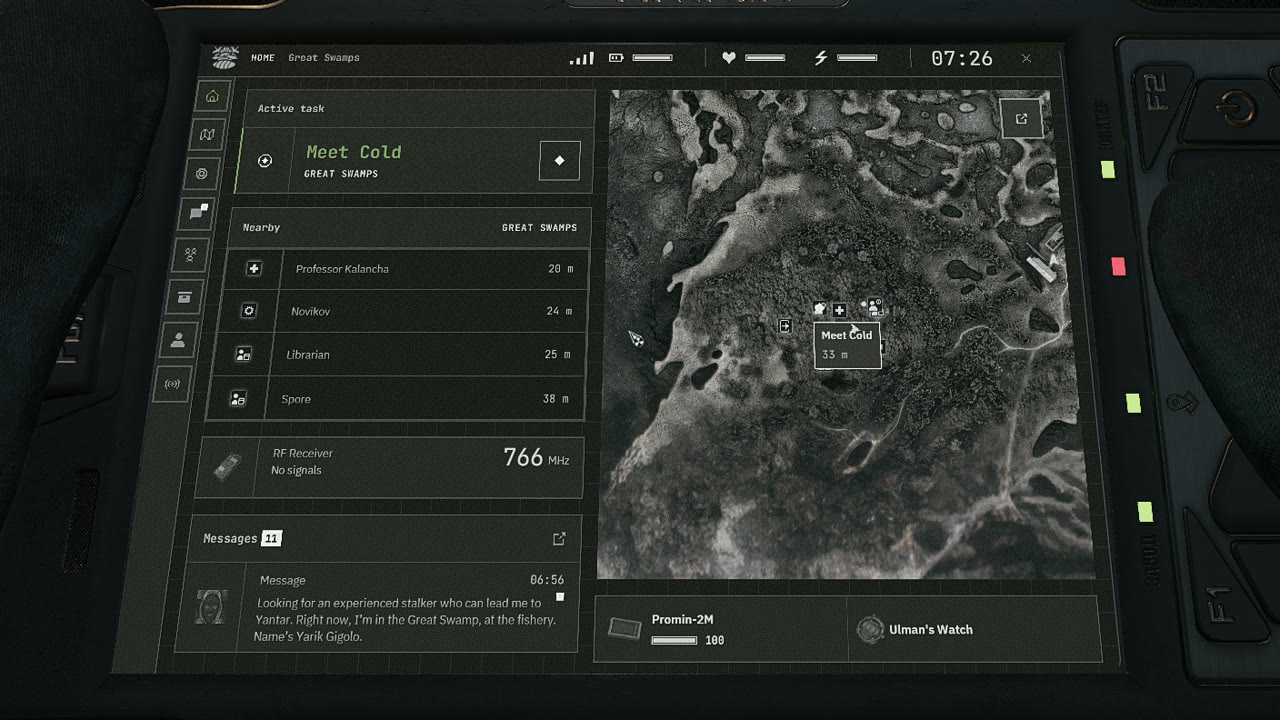 HOME Great Swamps
07:26
Active task
Meet Cold
GREAT SWAMPS
Nearby GREAT SWAMPS
Professor Kalancha 20 m
Novikov 24 m
Librarian 25 m
Spore 38 m
RF Receiver
No signals
766 MHz
Messages 11
Message 06:56
Looking for an experienced stalker who can lead me to
Yantar. Right now, I'm in the Great Swamp, at the fishery.
Name's Yarik Gigolo.
Meet Cold
33 m
Promin-2M
100
Ulman's Watch
F2
F1